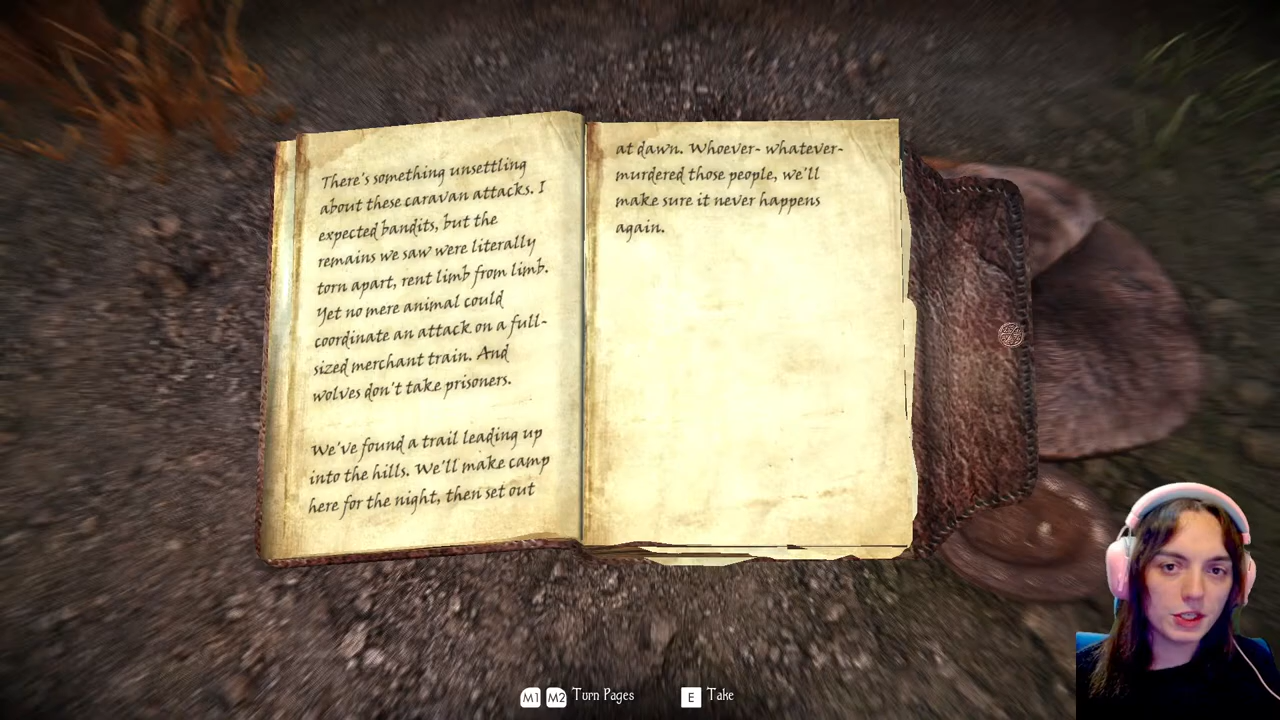 There's something unsettling
about these caravan attacks. I
expected bandits, but the
remains we saw were literally
torn apart, rent limb from limb.
Yet no mere animal could
coordinate an attack on a full-
sized merchant train. And
wolves don't take prisoners.
We've found a trail leading up
into the hills. We'll make camp
here for the night, then set out
at dawn. Whoever- whatever-
murdered those people, we'll
make sure it never happens
again.
M1 M2 Turn Pages E Take